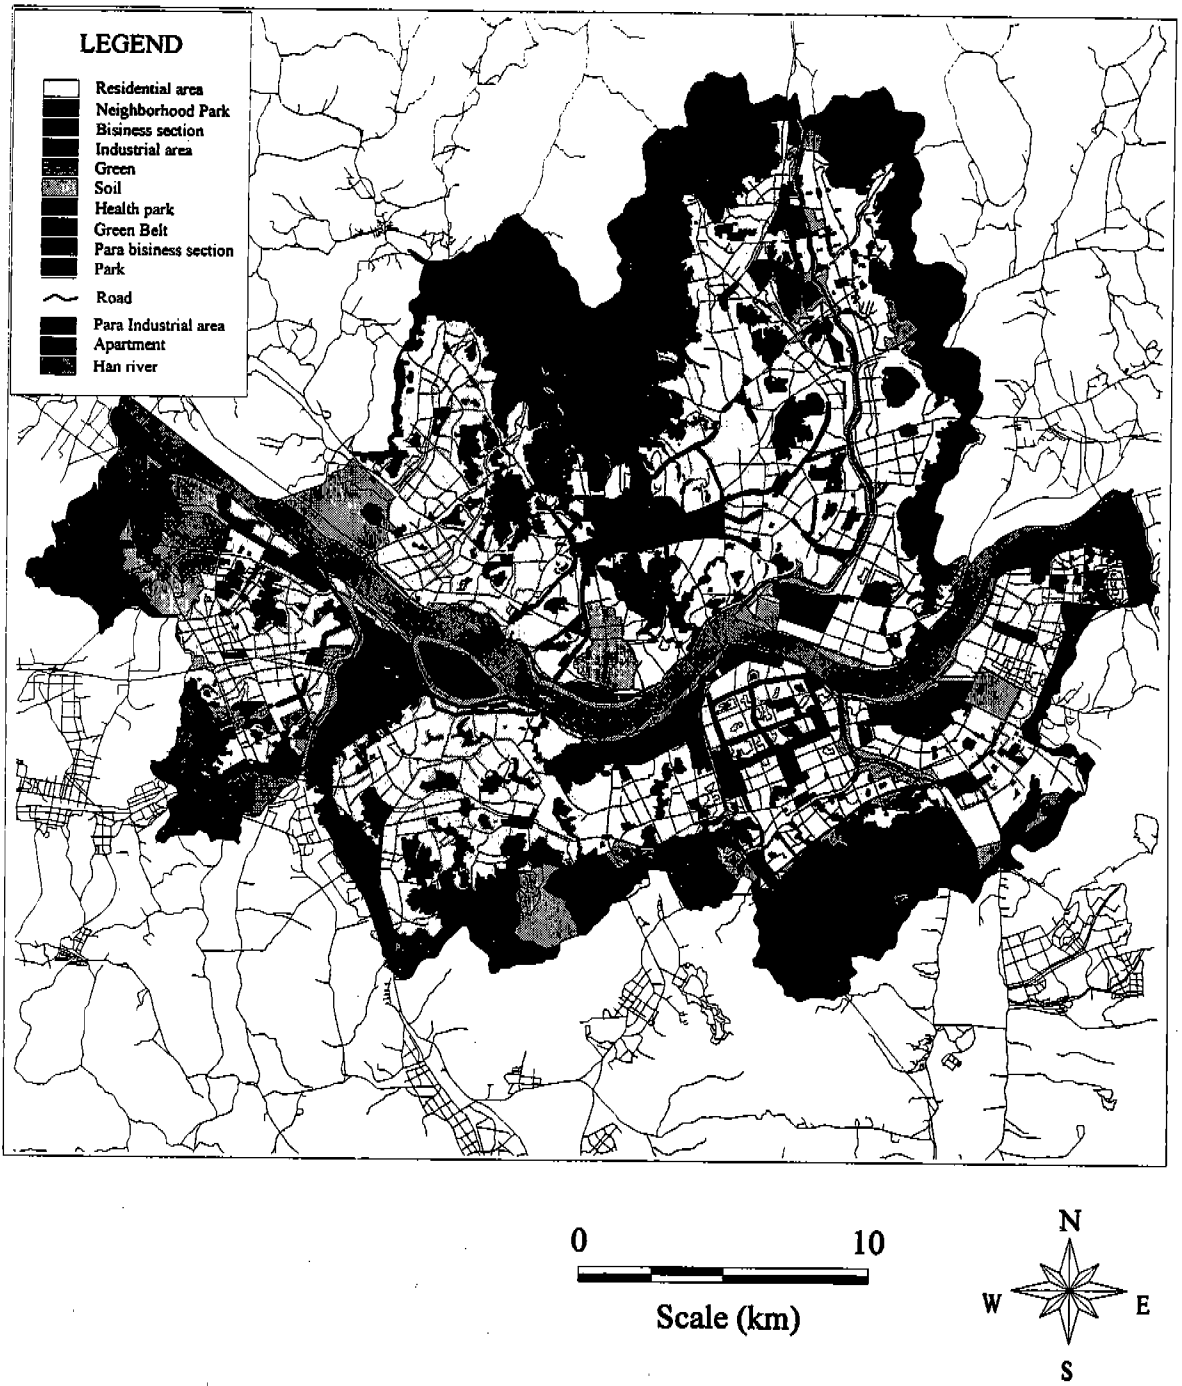 LEGEND
Residential area
Neighborhood Park
Bisiness section
Industrial area
Green
Soil
Health park
Green Belt
Para bisiness section
Park
Road
Para Industrial area
Apartment
Han river
0 10
Scale (km)
N
W E
S